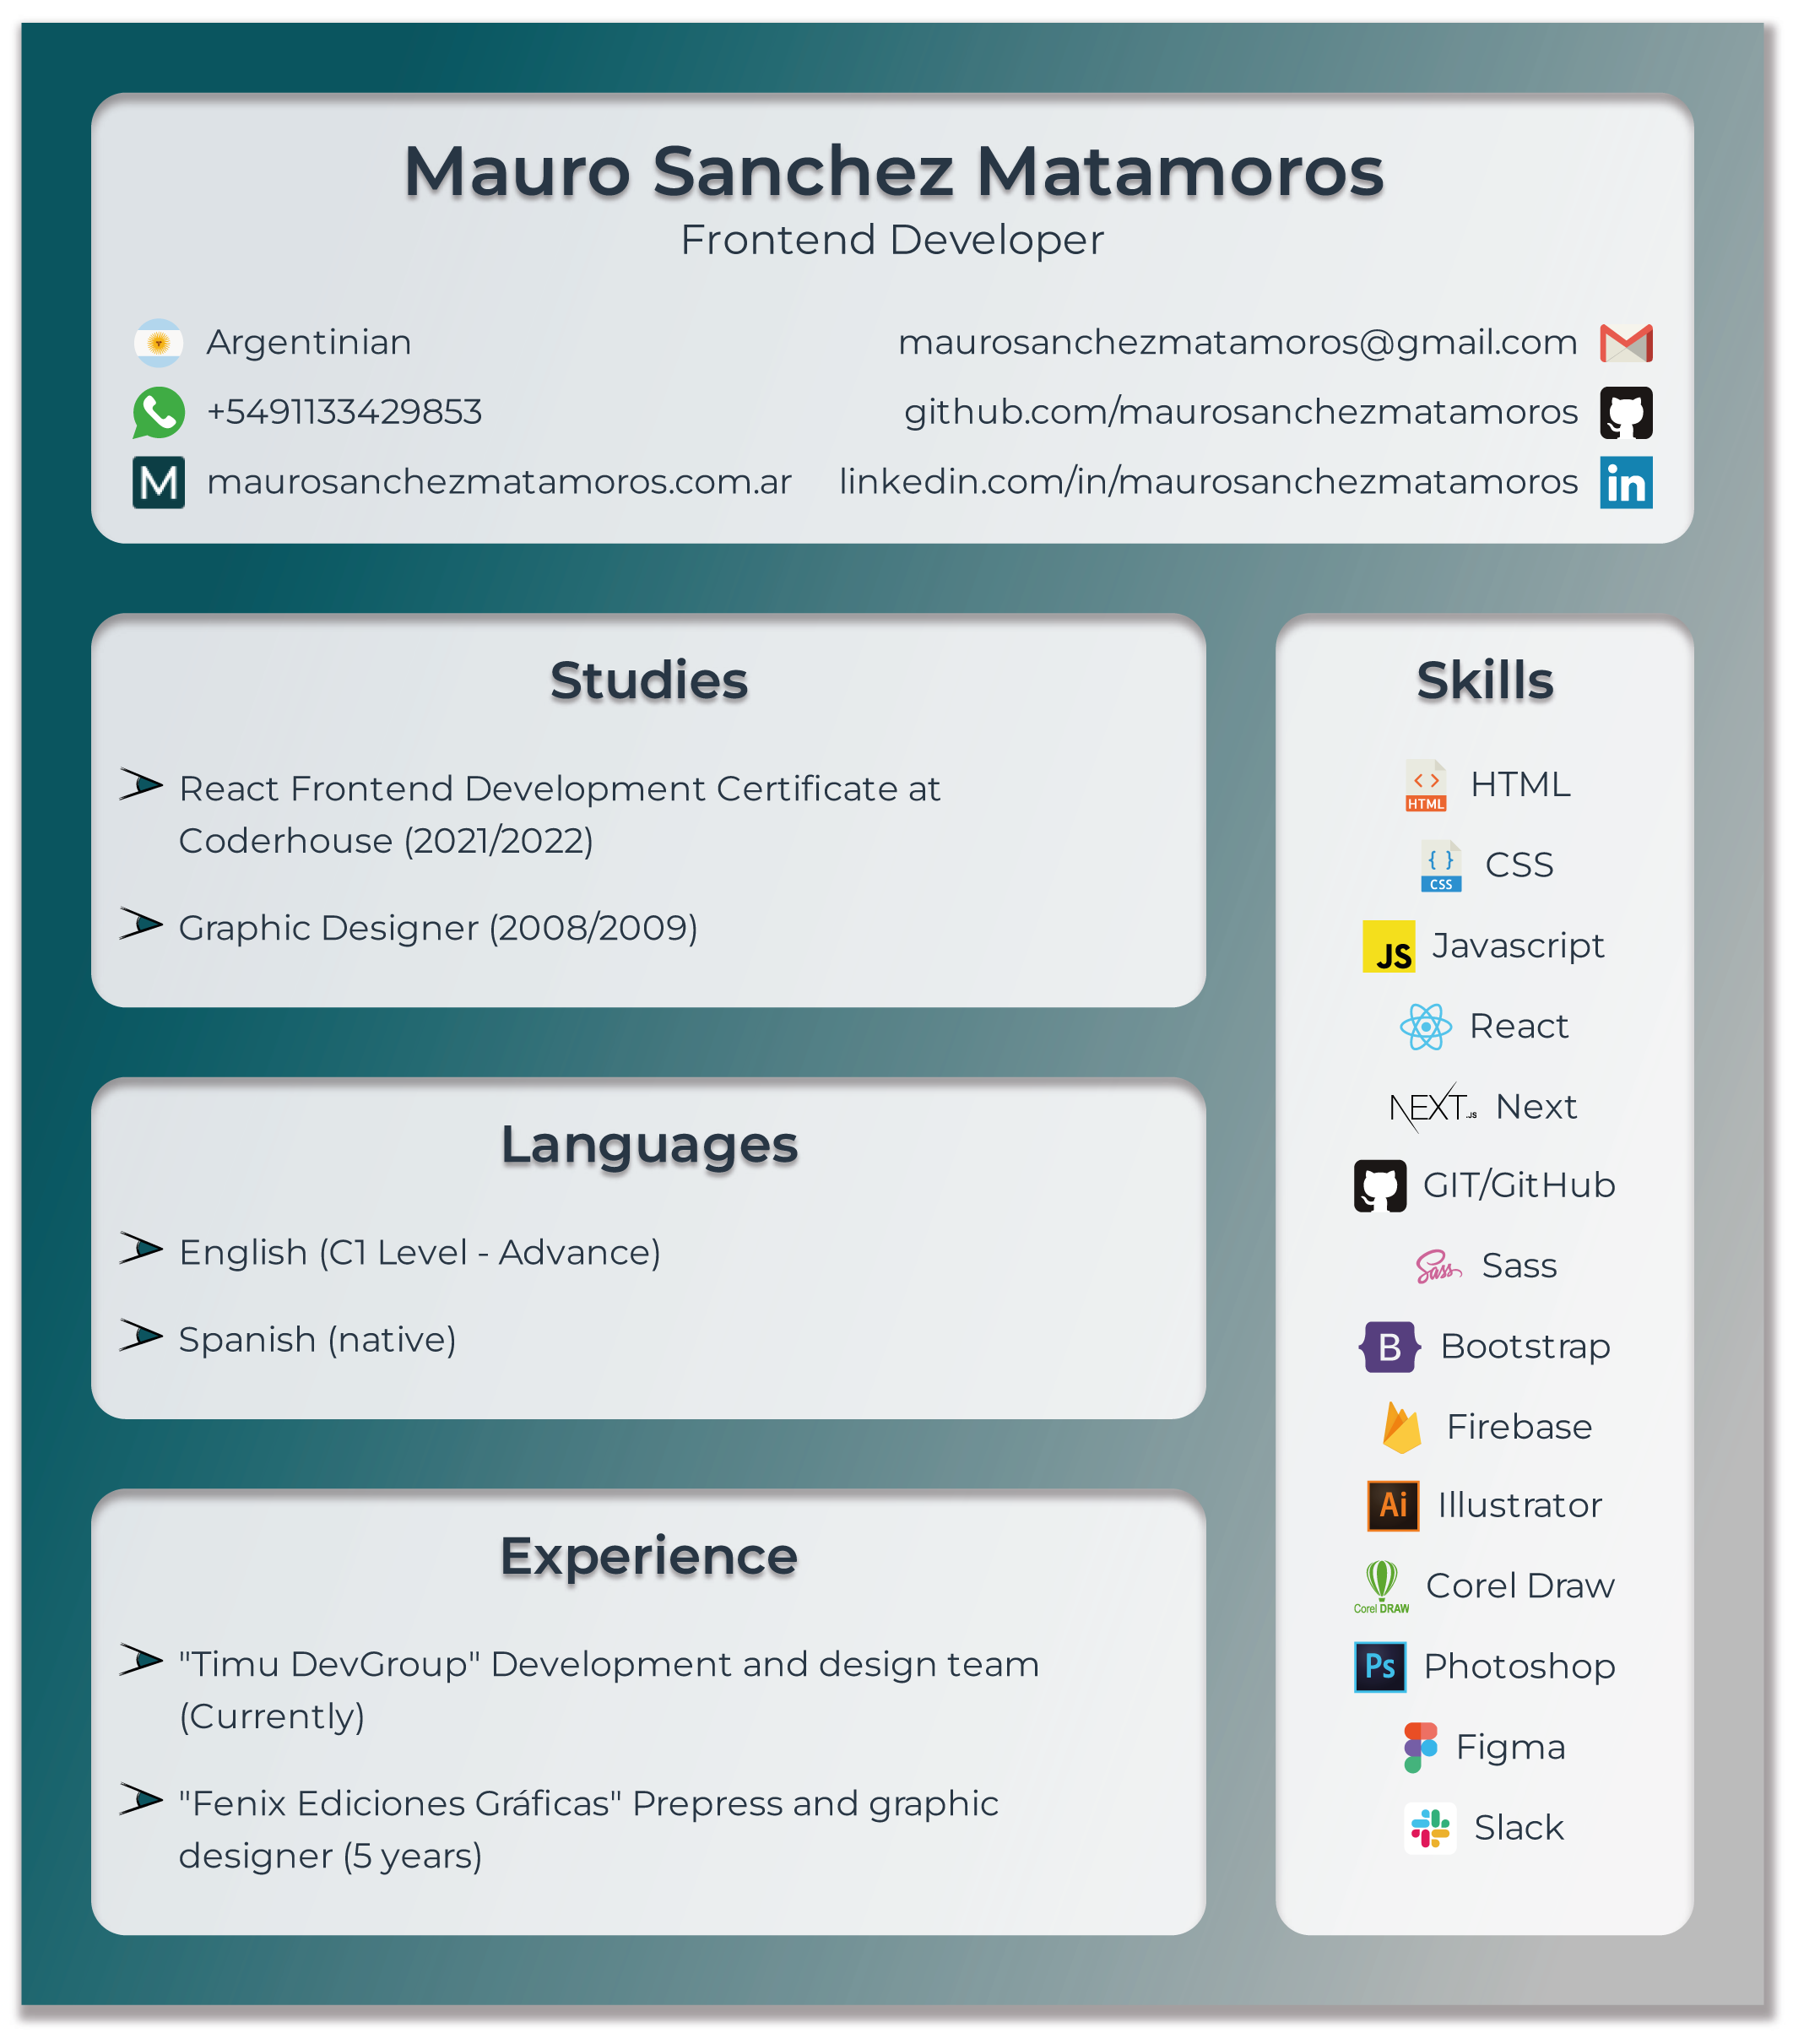 Mauro Sanchez Matamoros
Frontend Developer
Argentinian
+5491133429853
M maurosanchezmatamoros.com.ar
maurosanchezmatamoros@gmail.com
github.com/maurosanchezmatamoros
linkedin.com/in/maurosanchezmatamoros in
Studies
React Frontend Development Certificate at
Coderhouse (2021/2022)
Graphic Designer (2008/2009)
Languages
English (C1 Level - Advance)
Spanish (native)
Experience
"Timu DevGroup" Development and design team
(Currently)
"Fenix Ediciones Gráficas" Prepress and graphic
designer (5 years)
Skills
HTML HTML
CSS CSS
JS Javascript
React
NEXT.JS Next
GIT/GitHub
Sass Sass
B Bootstrap
Firebase
Ai Illustrator
Corel DRAW Corel Draw
Ps Photoshop
Figma
Slack